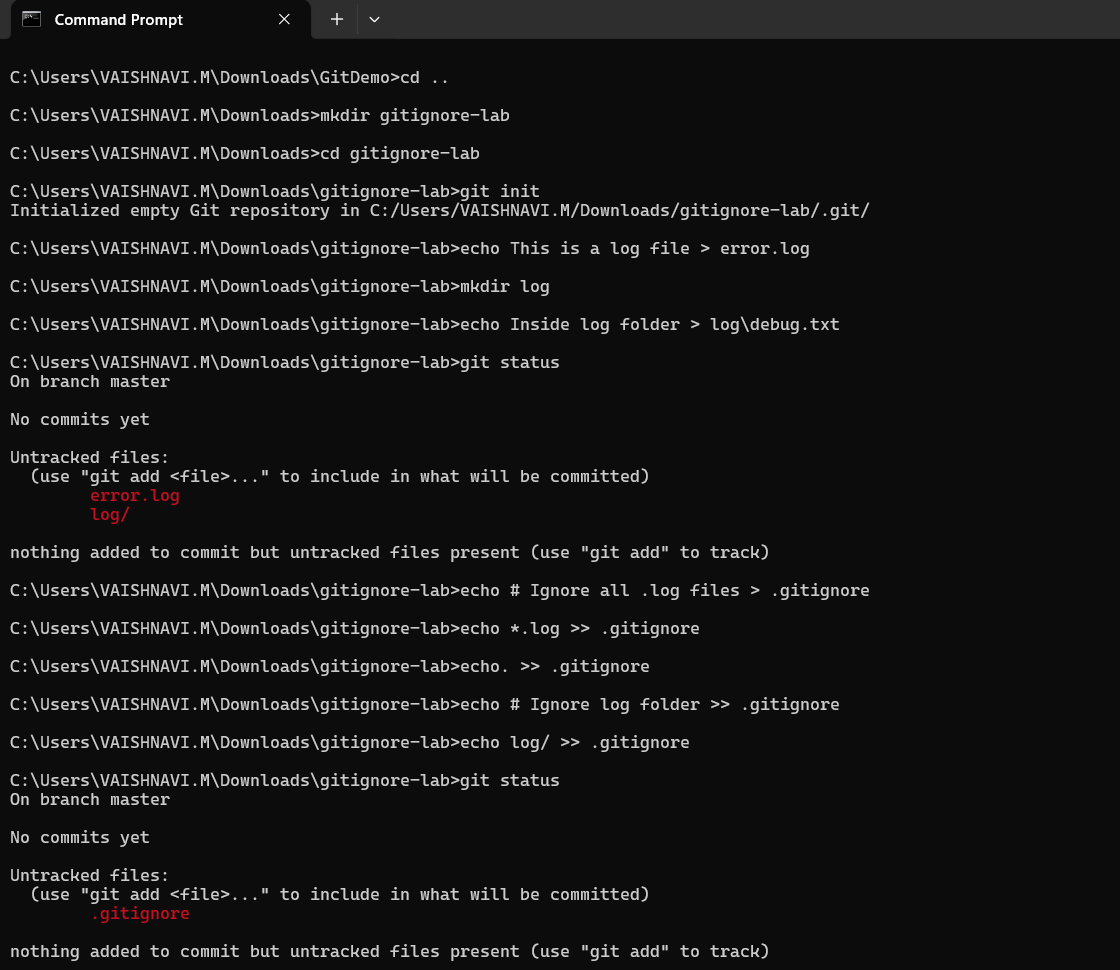 Command Prompt
C:\Users\VAISHNAVI.M\Downloads\GitDemo>cd ..
C:\Users\VAISHNAVI.M\Downloads>mkdir gitignore-lab
C:\Users\VAISHNAVI.M\Downloads>cd gitignore-lab
C:\Users\VAISHNAVI.M\Downloads\gitignore-lab>git init
Initialized empty Git repository in C:/Users/VAISHNAVI.M/Downloads/gitignore-lab/.git/
C:\Users\VAISHNAVI.M\Downloads\gitignore-lab>echo This is a log file > error.log
C:\Users\VAISHNAVI.M\Downloads\gitignore-lab>mkdir log
C:\Users\VAISHNAVI.M\Downloads\gitignore-lab>echo Inside log folder > log\debug.txt
C:\Users\VAISHNAVI.M\Downloads\gitignore-lab>git status
On branch master
No commits yet
Untracked files:
  (use "git add <file>..." to include in what will be committed)
        error.log
        log/
nothing added to commit but untracked files present (use "git add" to track)
C:\Users\VAISHNAVI.M\Downloads\gitignore-lab>echo # Ignore all .log files > .gitignore
C:\Users\VAISHNAVI.M\Downloads\gitignore-lab>echo *.log >> .gitignore
C:\Users\VAISHNAVI.M\Downloads\gitignore-lab>echo. >> .gitignore
C:\Users\VAISHNAVI.M\Downloads\gitignore-lab>echo # Ignore log folder >> .gitignore
C:\Users\VAISHNAVI.M\Downloads\gitignore-lab>echo log/ >> .gitignore
C:\Users\VAISHNAVI.M\Downloads\gitignore-lab>git status
On branch master
No commits yet
Untracked files:
  (use "git add <file>..." to include in what will be committed)
        .gitignore
nothing added to commit but untracked files present (use "git add" to track)